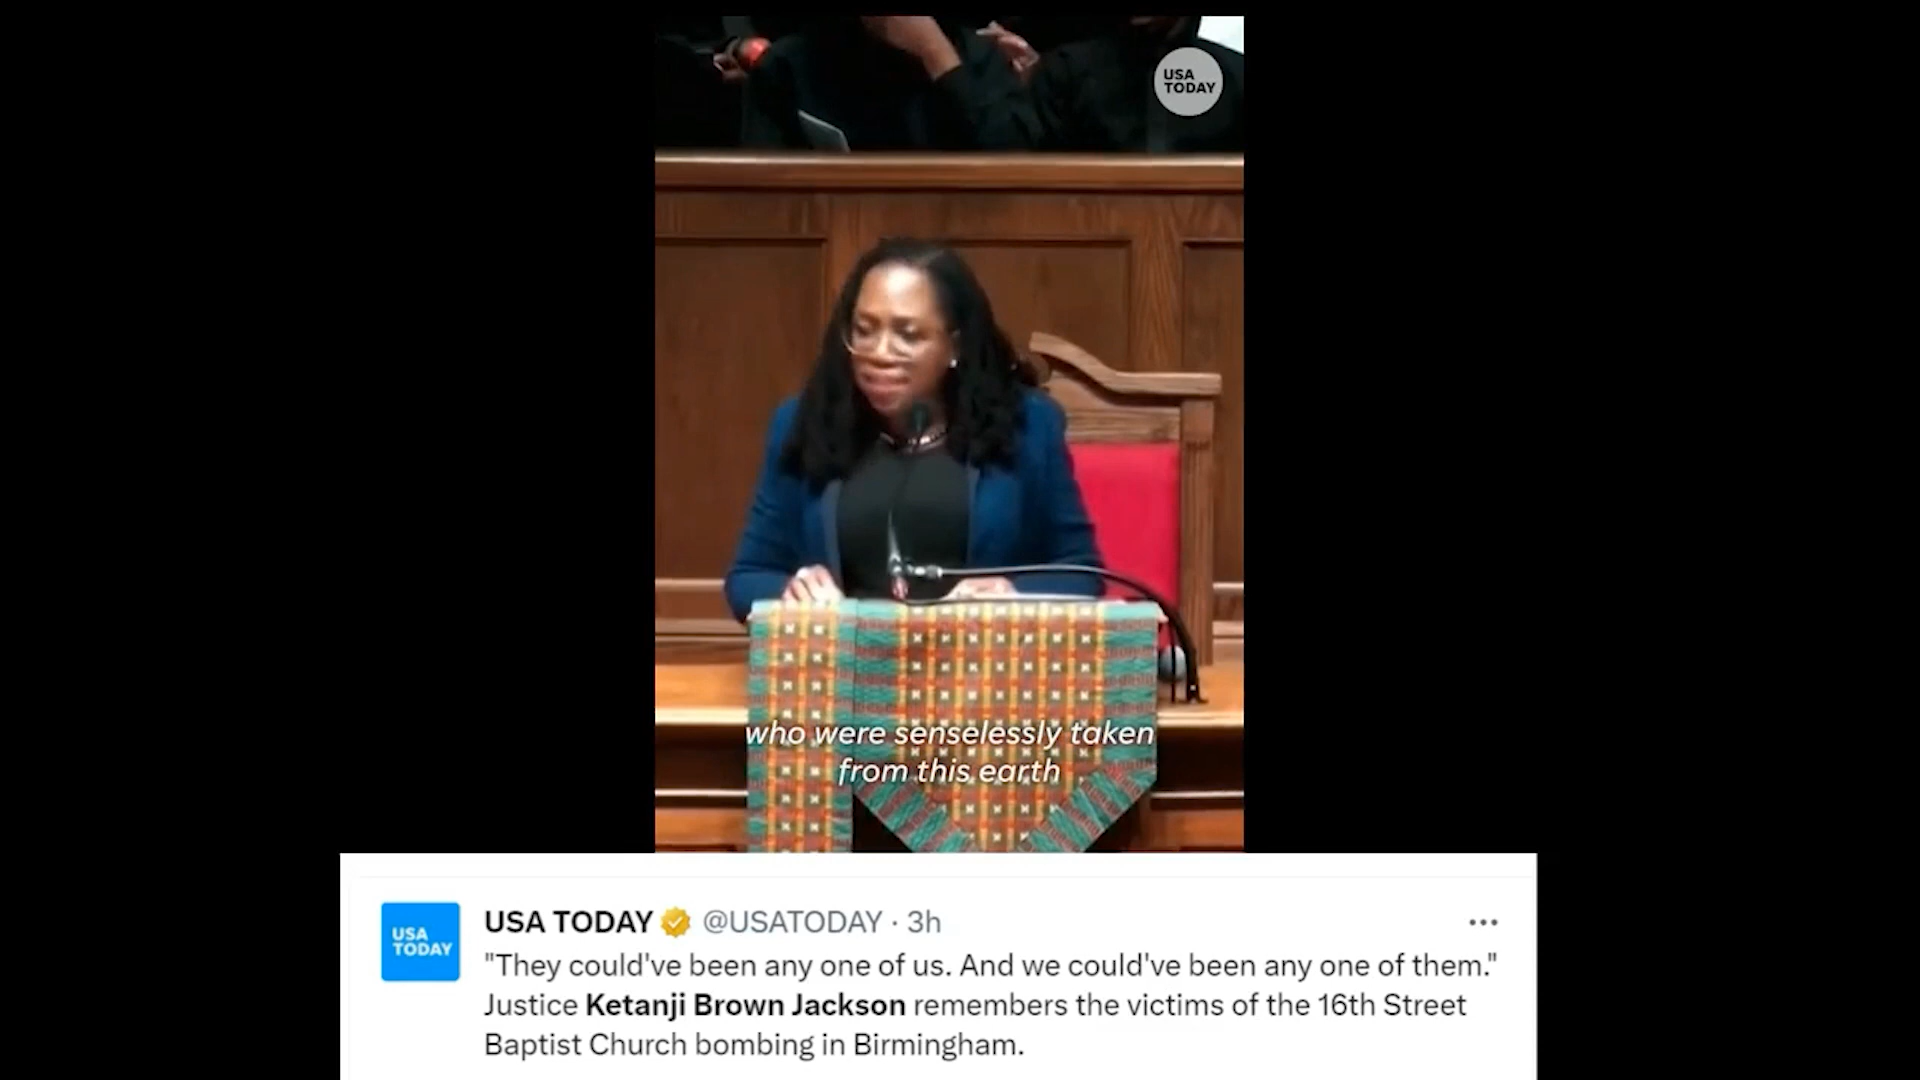 USA
TODAY
who were senselessly taken
from this earth
USA
TODAY
USA TODAY @USATODAY · 3h
"They could've been any one of us. And we could've been any one of them."
Justice Ketanji Brown Jackson remembers the victims of the 16th Street
Baptist Church bombing in Birmingham.